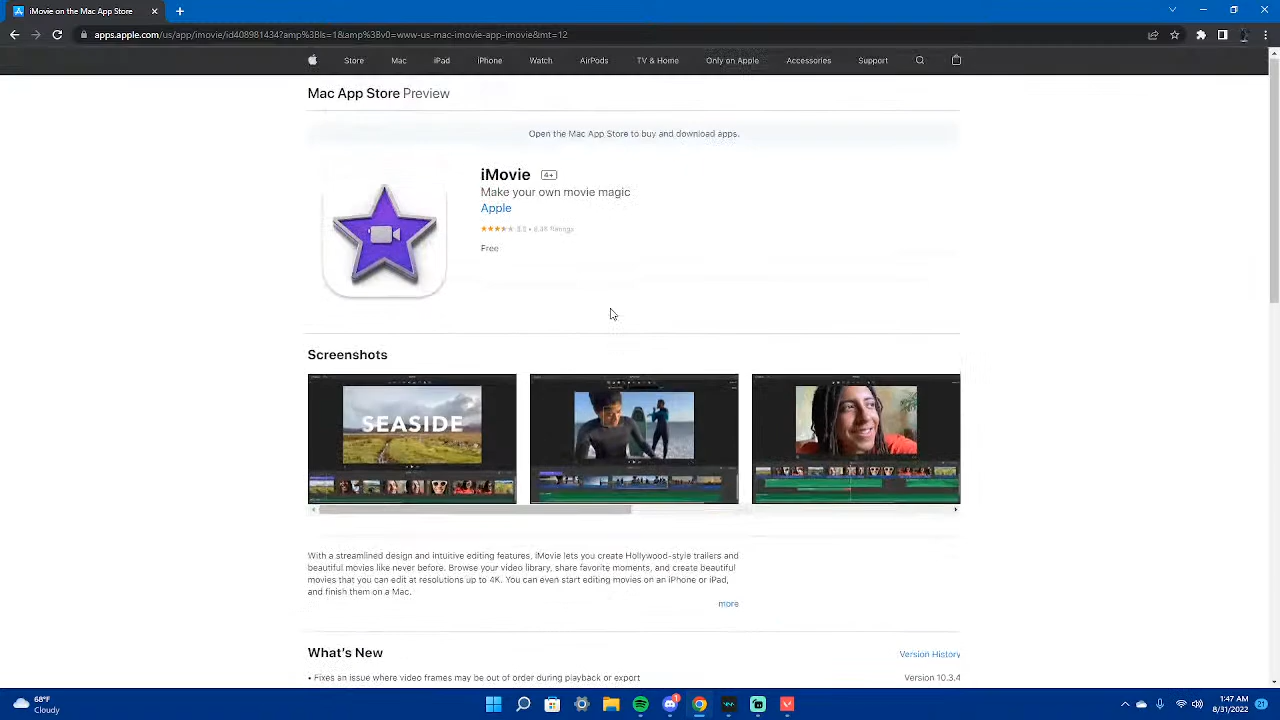 iMovie on the Mac App Store
apps.apple.com/us/app/imovie/id408981434?amp%3Bls=1&amp%3Bv0=www-us-mac-imovie-app-imovie&mt=12
Store Mac iPad iPhone Watch AirPods TV & Home Only on Apple Accessories Support
Mac App Store Preview
Open the Mac App Store to buy and download apps.
iMovie 4+
Make your own movie magic
Apple
Free
Screenshots
SEASIDE
With a streamlined design and intuitive editing features, iMovie lets you create Hollywood-style trailers and
beautiful movies like never before. Browse your video library, share favorite moments, and create beautiful
movies that you can edit at resolutions up to 4K. You can even start editing movies on an iPhone or iPad,
and finish them on a Mac.
more
What's New
Version History
• Fixes an issue where video frames may be out of order during playback or export
Version 10.3.4
68°F
Cloudy
1
1:47 AM
8/31/2022